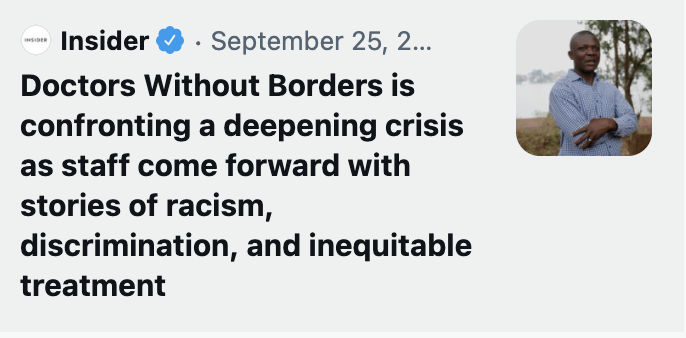 INSIDER Insider · September 25, 2...
Doctors Without Borders is
confronting a deepening crisis
as staff come forward with
stories of racism,
discrimination, and inequitable
treatment